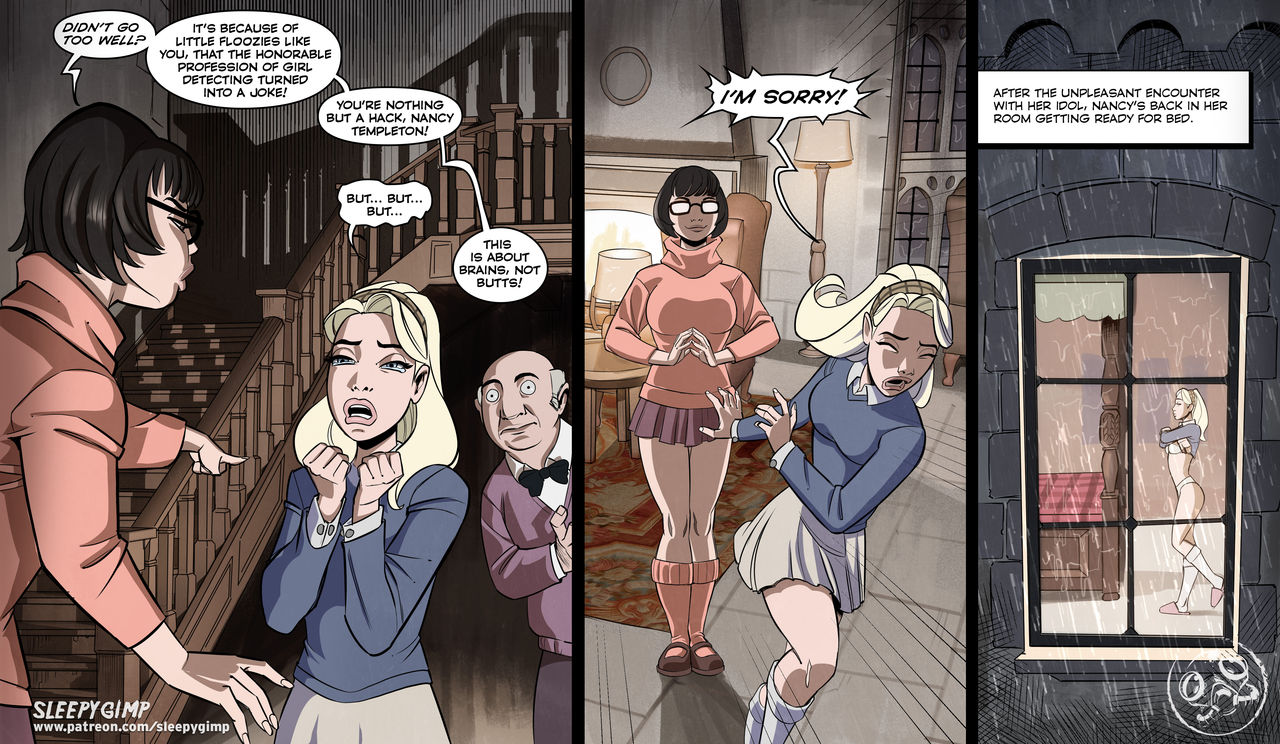 DIDN'T GO
TOO WELL?
IT'S BECAUSE OF
LITTLE FLOOZIES LIKE
YOU, THAT THE HONORABLE
PROFESSION OF GIRL
DETECTING TURNED
INTO A JOKE!
YOU'RE NOTHING
BUT A HACK, NANCY
TEMPLETON!
BUT... BUT...
BUT...
THIS
IS ABOUT
BRAINS, NOT
BUTTS!
I'M SORRY!
AFTER THE UNPLEASANT ENCOUNTER
WITH HER IDOL, NANCY'S BACK IN HER
ROOM GETTING READY FOR BED.
SLEEPYGIMP
www.patreon.com/sleepygimp